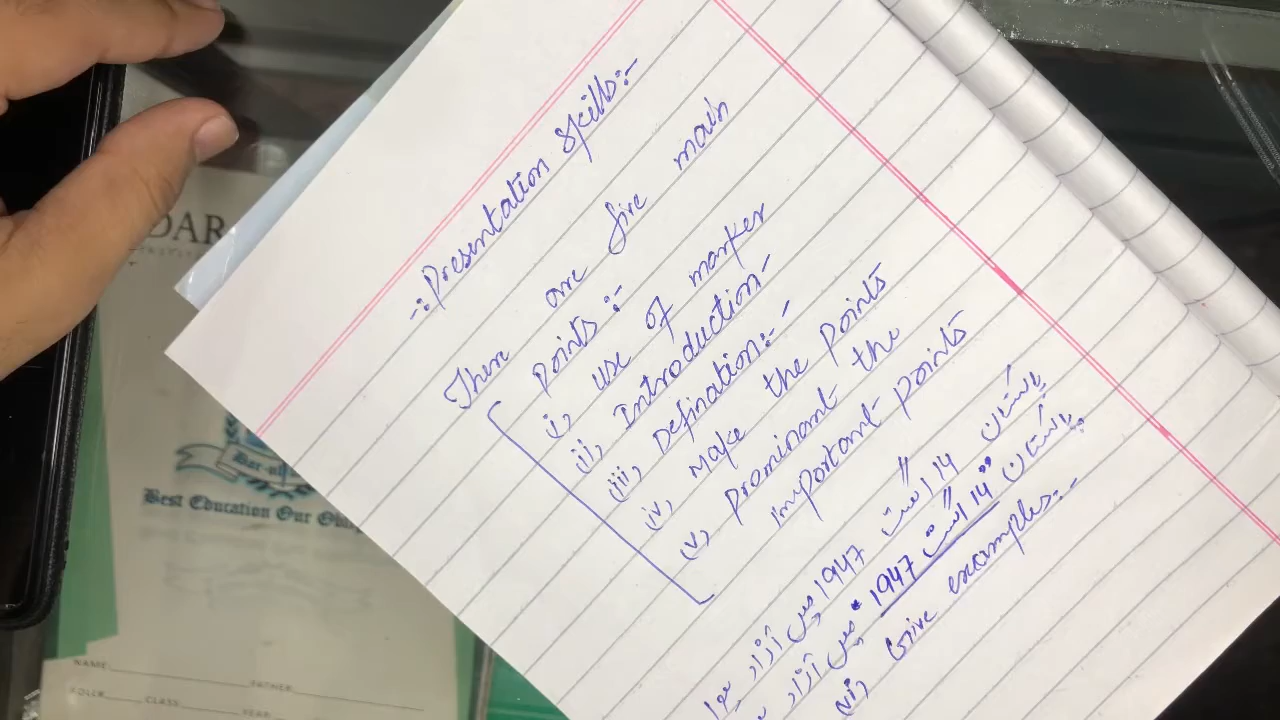 -: Presentation Skills:-
There are five main
points :-
i) use of marker
ii) Introduction-
iii) Defination:-
iv) Make the points
v) Prominant the
important points
پاکستان 14 اگست 1947 میں آزاد ہوا
پاکستان "14 اگست 1947" میں آزاد
vi) Give examples:-
DAR
Best Education Our
NAME: FATHER:
ROLL#: CLASS: YEAR: